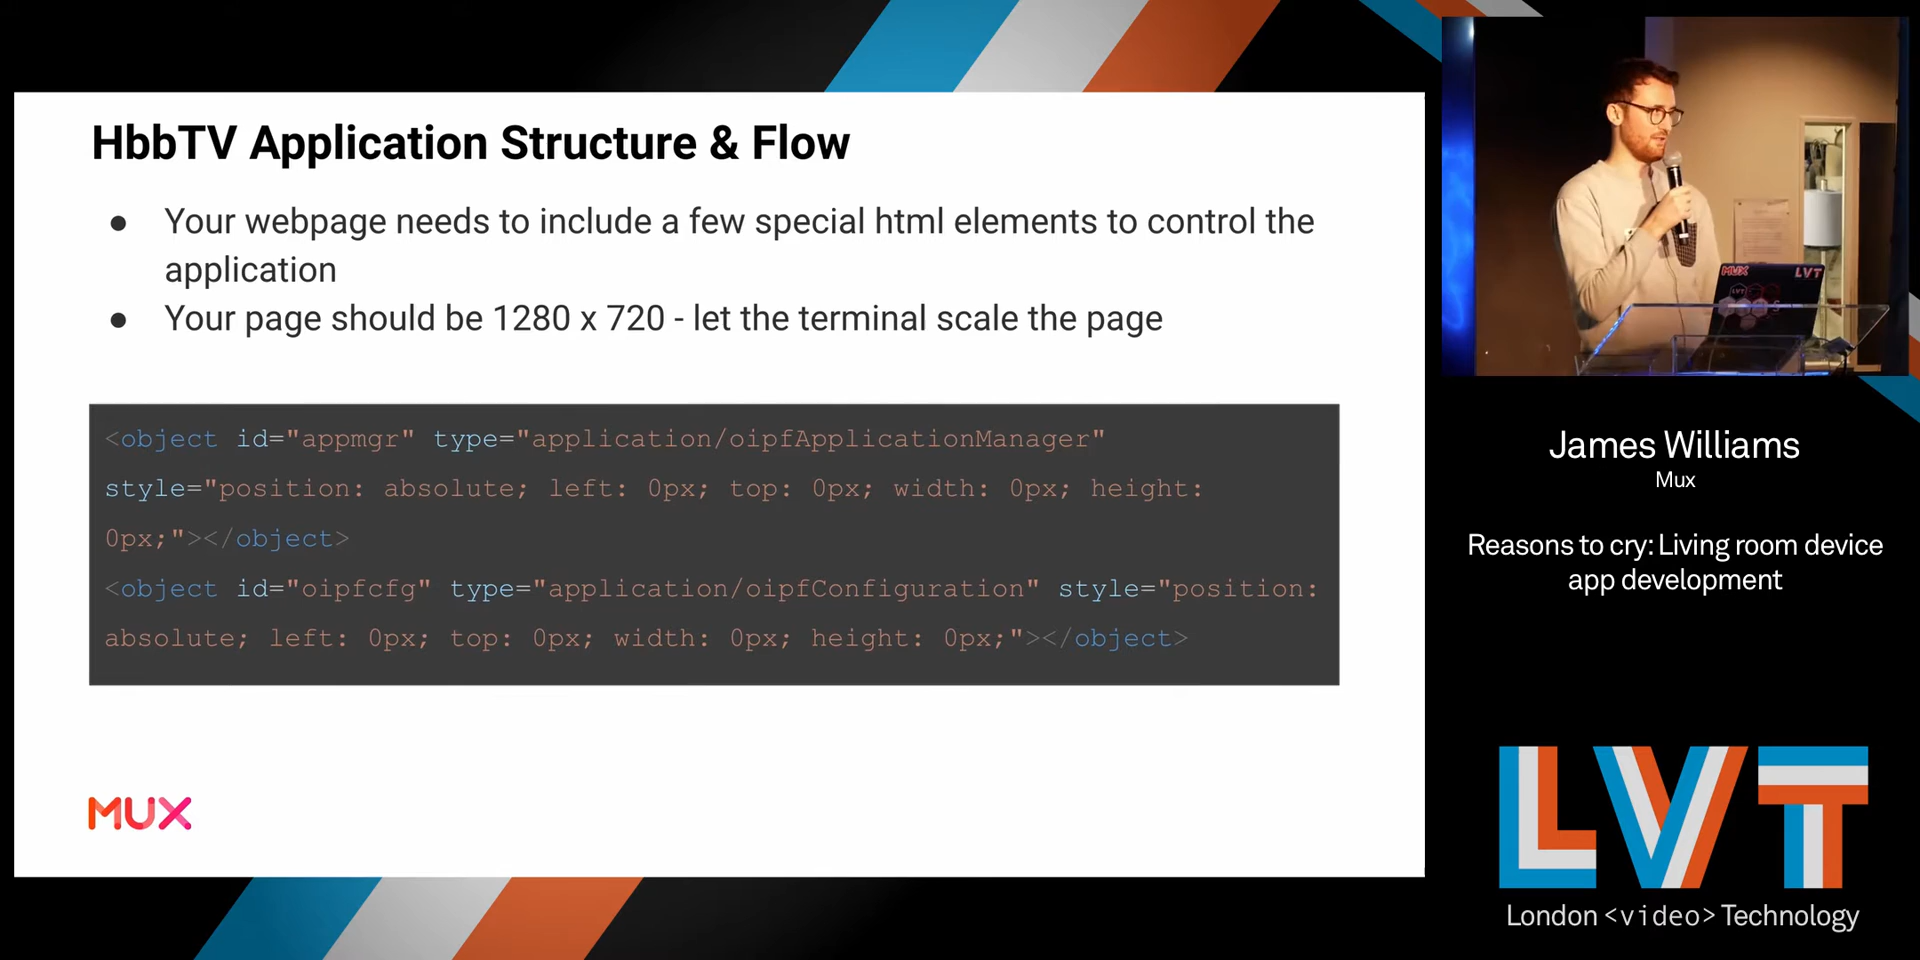 HbbTV Application Structure & Flow
● Your webpage needs to include a few special html elements to control the
application
● Your page should be 1280 x 720 - let the terminal scale the page
<object id="appmgr" type="application/oipfApplicationManager"
style="position: absolute; left: 0px; top: 0px; width: 0px; height:
0px;"></object>
<object id="oipfcfg" type="application/oipfConfiguration" style="position:
absolute; left: 0px; top: 0px; width: 0px; height: 0px;"></object>
MUX
MUX LVT
LVT
James Williams
Mux
Reasons to cry: Living room device
app development
LVT
London <video> Technology